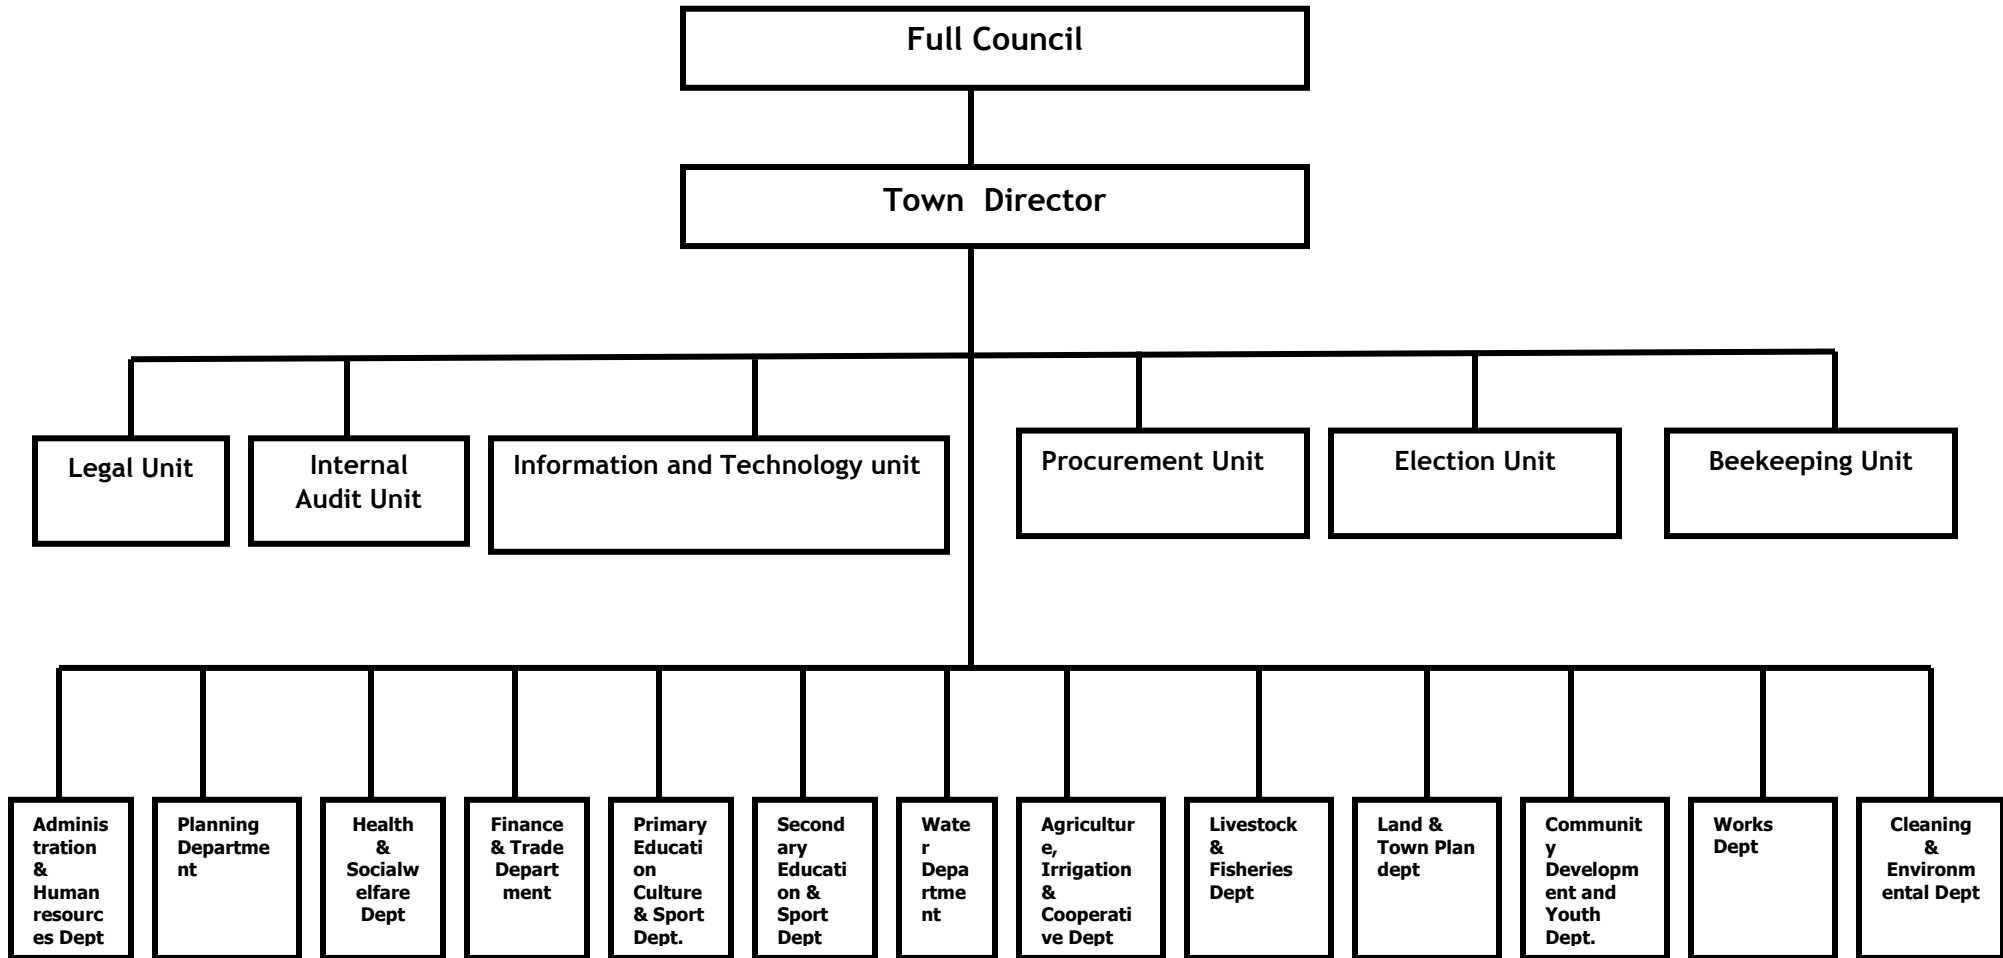 Full Council
Town  Director
Legal Unit
Internal
Audit Unit
Information and Technology unit
Procurement Unit
Election Unit
Beekeeping Unit
Adminis
tration
&
Human
resourc
es Dept
Planning
Departme
nt
Health
&
Socialw
elfare
Dept
Finance
& Trade
Depart
ment
Primary
Educati
on
Culture
& Sport
Dept.
Second
ary
Educati
on &
Sport
Dept
Wate
r
Depa
rtme
nt
Agricultur
e,
Irrigation
&
Cooperati
ve Dept
Livestock
&
Fisheries
Dept
Land &
Town Plan
dept
Communit
y
Developm
ent and
Youth
Dept.
Works
Dept
Cleaning
&
Environm
ental Dept